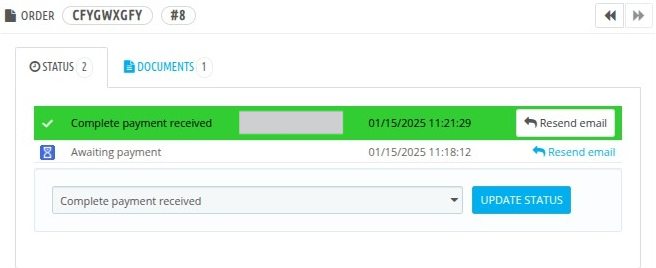 ORDER CFYGWXGFY #8
STATUS 2 DOCUMENTS 1
Complete payment received 01/15/2025 11:21:29 Resend email
Awaiting payment 01/15/2025 11:18:12 Resend email
Complete payment received UPDATE STATUS